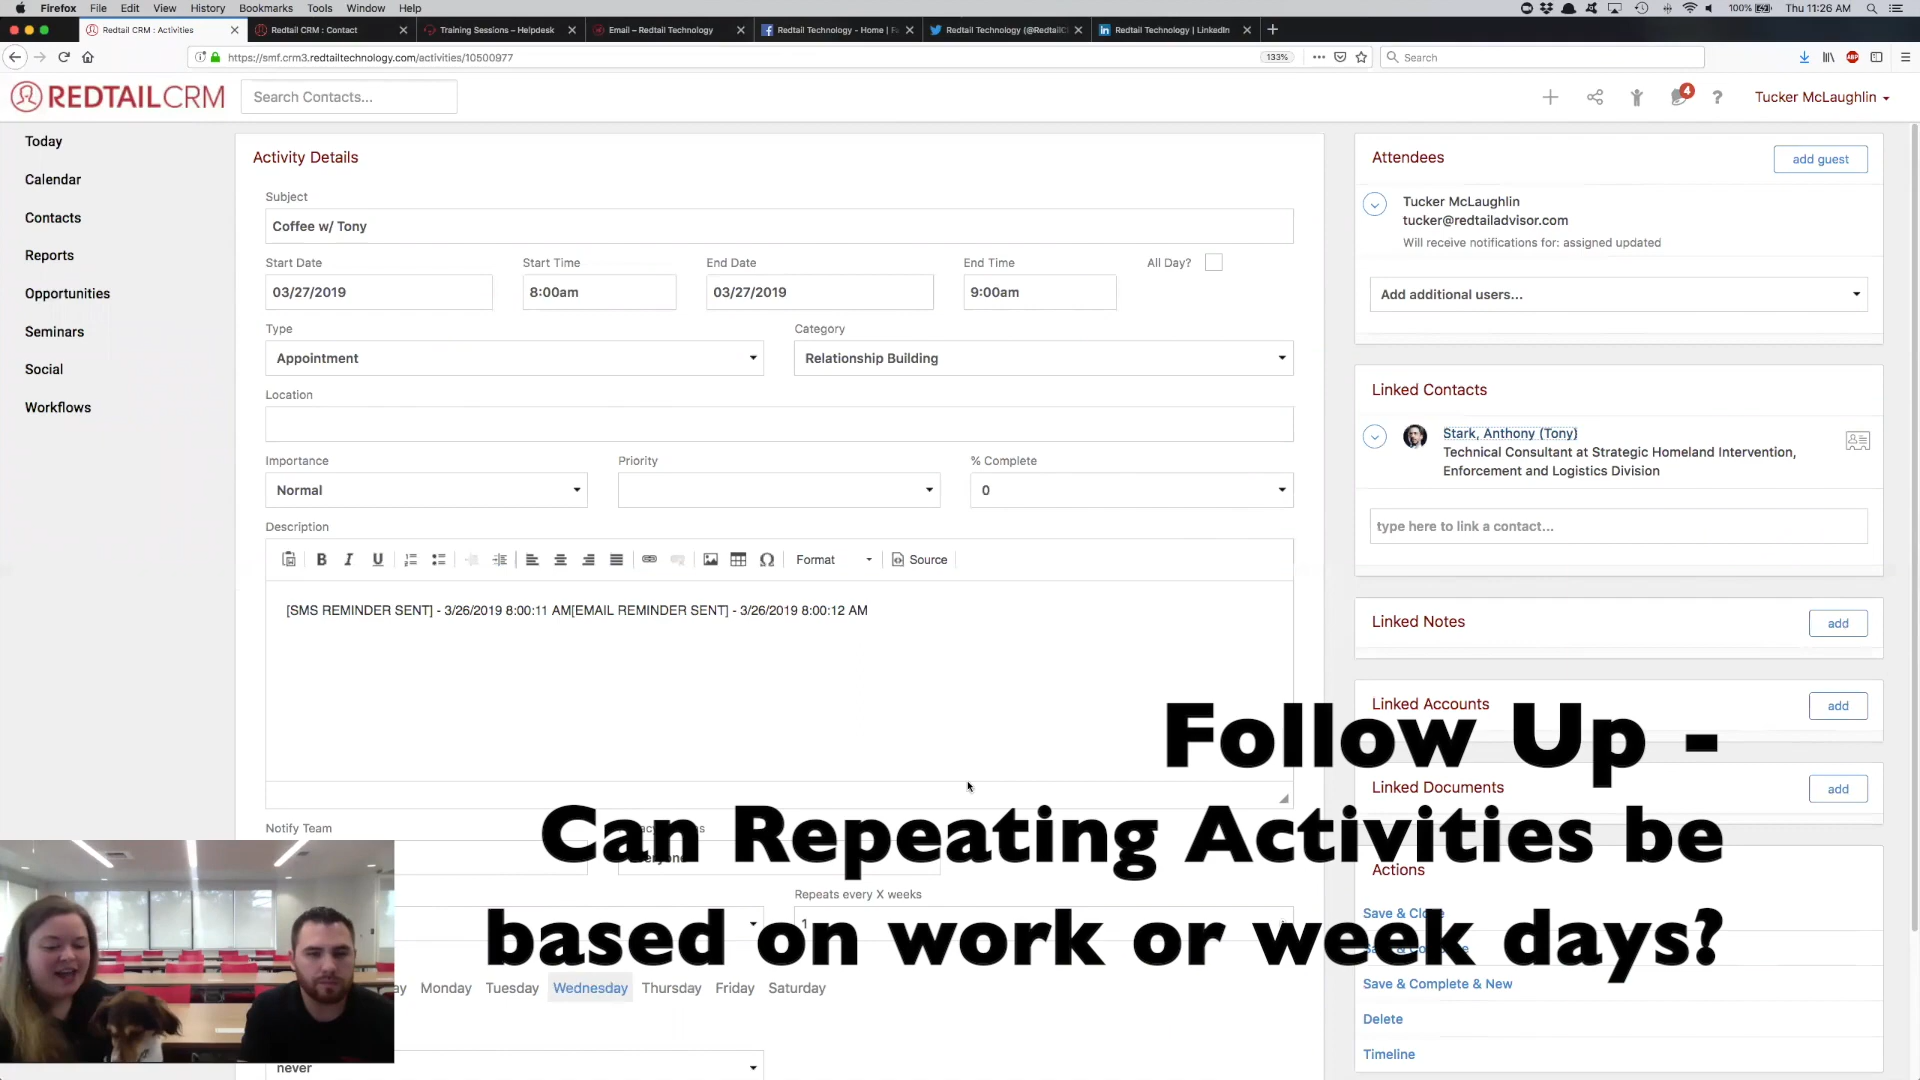 Firefox File Edit View History Bookmarks Tools Window Help 100% Thu 11:26 AM
Redtail CRM : Activities
Redtail CRM : Contact
Training Sessions – Helpdesk
Email – Redtail Technology
Redtail Technology - Home | F
Redtail Technology (@RedtailC
Redtail Technology | LinkedIn
https://smf.crm3.redtailtechnology.com/activities/10500977
133%
Search
REDTAILCRM
Search Contacts...
4
Tucker McLaughlin
Today
Calendar
Contacts
Reports
Opportunities
Seminars
Social
Workflows
Activity Details
Subject
Coffee w/ Tony
Start Date Start Time End Date End Time All Day?
03/27/2019 8:00am 03/27/2019 9:00am
Type Category
Appointment Relationship Building
Location
Importance Priority % Complete
Normal 0
Description
B I U Format Source
[SMS REMINDER SENT] - 3/26/2019 8:00:11 AM[EMAIL REMINDER SENT] - 3/26/2019 8:00:12 AM
Notify Team
Repeats every X weeks
1
Monday Tuesday Wednesday Thursday Friday Saturday
never
Attendees
add guest
Tucker McLaughlin
tucker@redtailadvisor.com
Will receive notifications for: assigned updated
Add additional users...
Linked Contacts
Stark, Anthony (Tony)
Technical Consultant at Strategic Homeland Intervention,
Enforcement and Logistics Division
type here to link a contact...
Linked Notes
add
Linked Accounts
add
Linked Documents
add
Actions
Save & Close
Save & Complete & New
Delete
Timeline
Follow Up -
Can Repeating Activities be
based on work or week days?